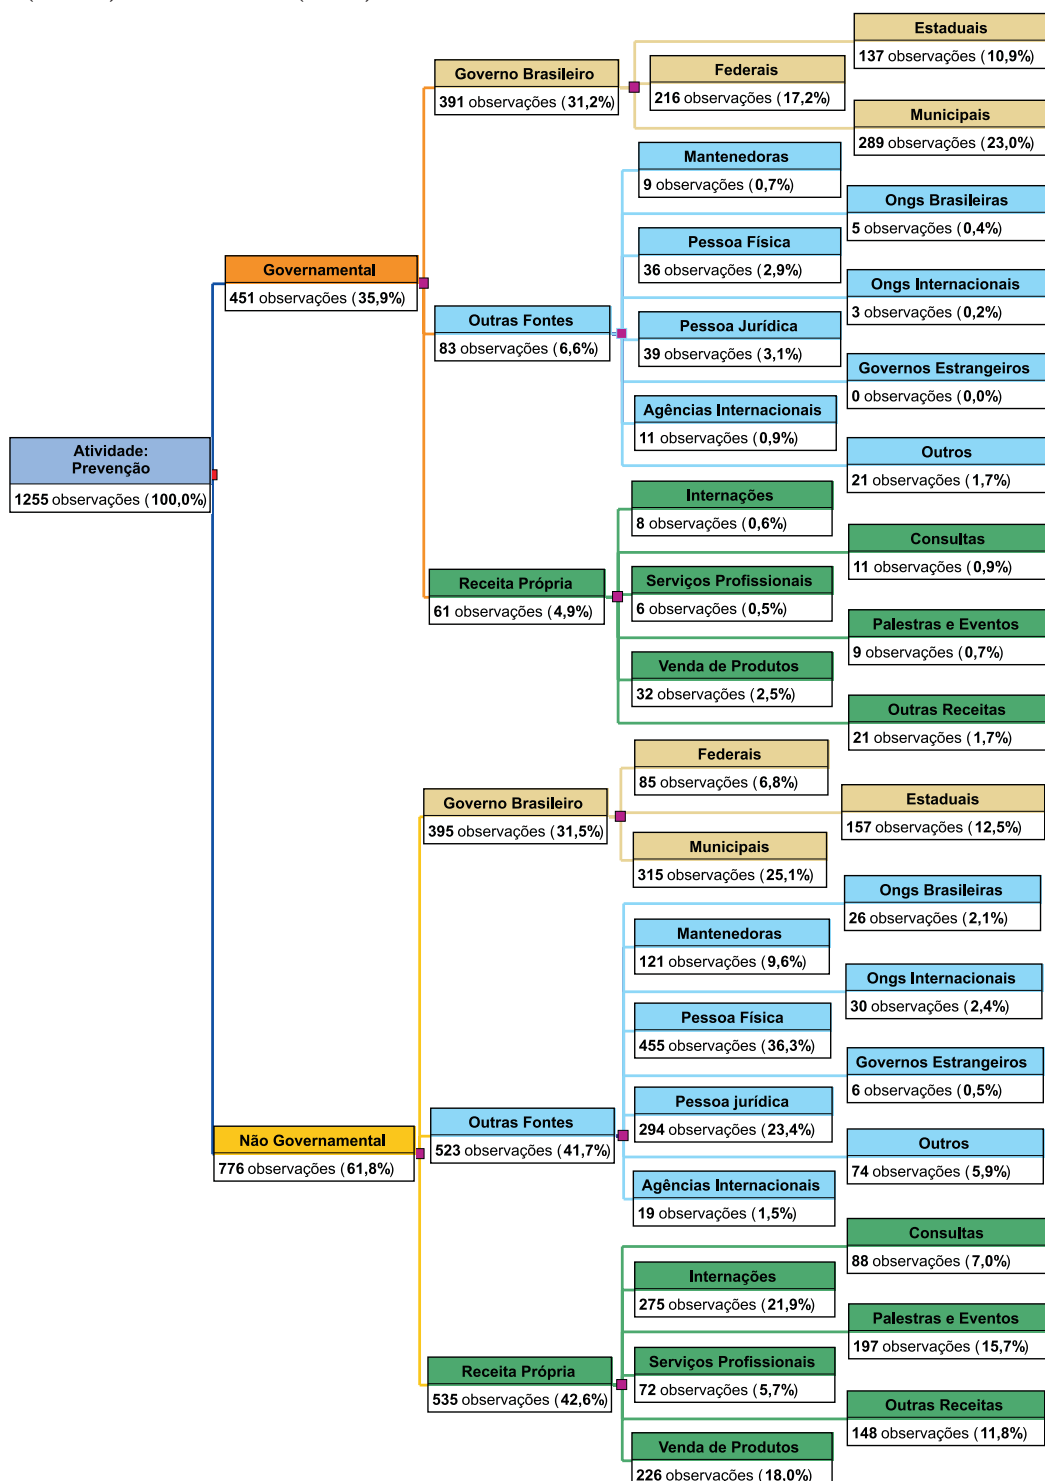 Estaduais
137 observações (10,9%)
Governo Brasileiro
391 observações (31,2%)
Federais
216 observações (17,2%)
Municipais
289 observações (23,0%)
Mantenedoras
9 observações (0,7%)
Ongs Brasileiras
5 observações (0,4%)
Pessoa Física
36 observações (2,9%)
Governamental
451 observações (35,9%)
Ongs Internacionais
3 observações (0,2%)
Outras Fontes
83 observações (6,6%)
Pessoa Jurídica
39 observações (3,1%)
Governos Estrangeiros
0 observações (0,0%)
Agências Internacionais
11 observações (0,9%)
Atividade:
Prevenção
1255 observações (100,0%)
Outros
21 observações (1,7%)
Internações
8 observações (0,6%)
Consultas
11 observações (0,9%)
Receita Própria
61 observações (4,9%)
Serviços Profissionais
6 observações (0,5%)
Palestras e Eventos
9 observações (0,7%)
Venda de Produtos
32 observações (2,5%)
Outras Receitas
21 observações (1,7%)
Federais
85 observações (6,8%)
Governo Brasileiro
395 observações (31,5%)
Estaduais
157 observações (12,5%)
Municipais
315 observações (25,1%)
Ongs Brasileiras
26 observações (2,1%)
Mantenedoras
121 observações (9,6%)
Ongs Internacionais
30 observações (2,4%)
Pessoa Física
455 observações (36,3%)
Governos Estrangeiros
6 observações (0,5%)
Pessoa jurídica
294 observações (23,4%)
Outras Fontes
523 observações (41,7%)
Não Governamental
776 observações (61,8%)
Outros
74 observações (5,9%)
Agências Internacionais
19 observações (1,5%)
Consultas
88 observações (7,0%)
Internações
275 observações (21,9%)
Palestras e Eventos
197 observações (15,7%)
Serviços Profissionais
72 observações (5,7%)
Receita Própria
535 observações (42,6%)
Outras Receitas
148 observações (11,8%)
Venda de Produtos
226 observações (18,0%)